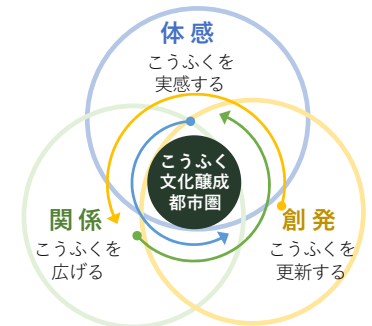 体感
こうふくを
実感する
こうふく
文化醸成
都市圏
関係
こうふくを
広げる
創発
こうふくを
更新する